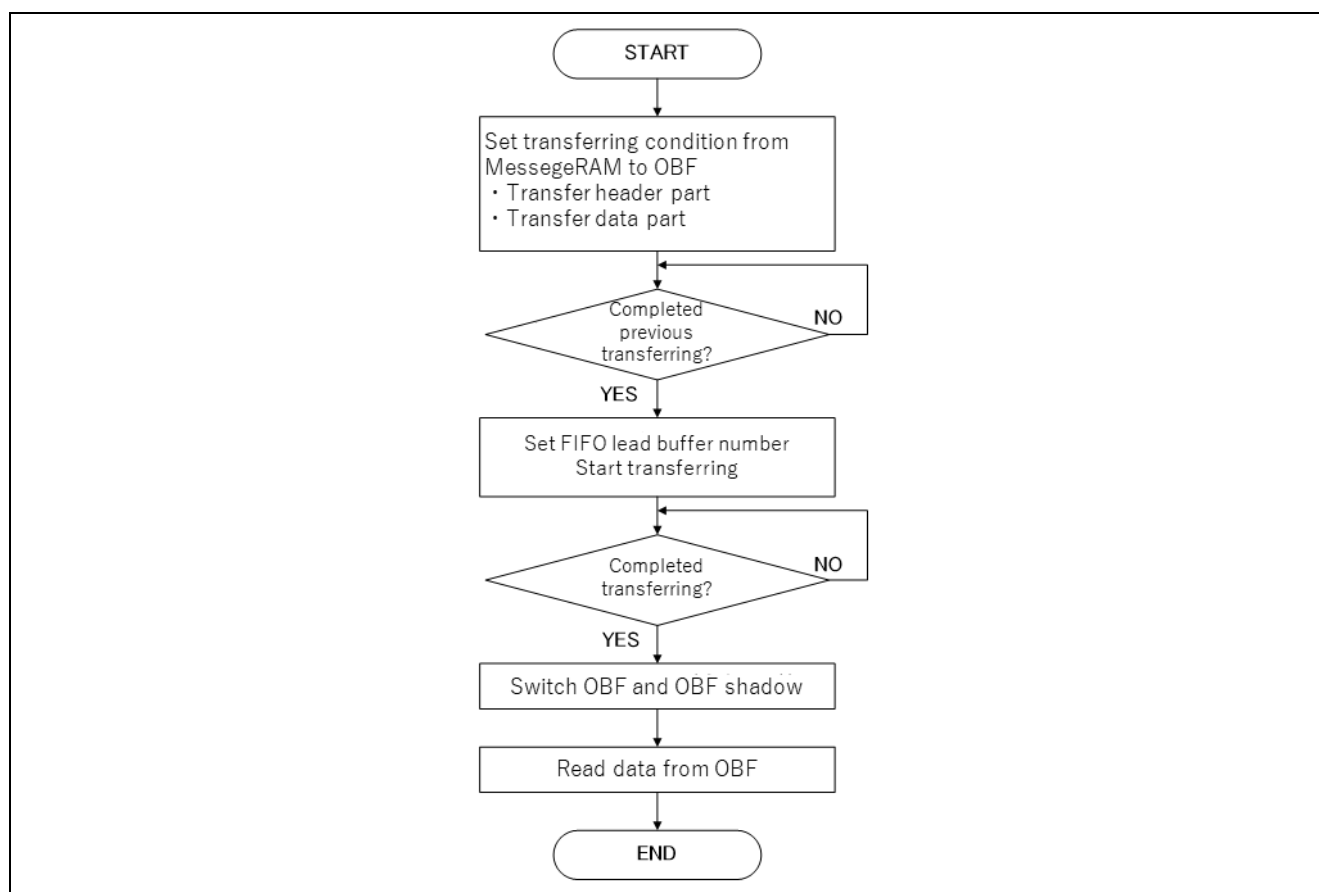 START
Set transferring condition from
MessegeRAM to OBF
・Transfer header part
・Transfer data part
Completed
previous
transferring?
NO
YES
Set FIFO lead buffer number
Start transferring
Completed
transferring?
NO
YES
Switch OBF and OBF shadow
Read data from OBF
END